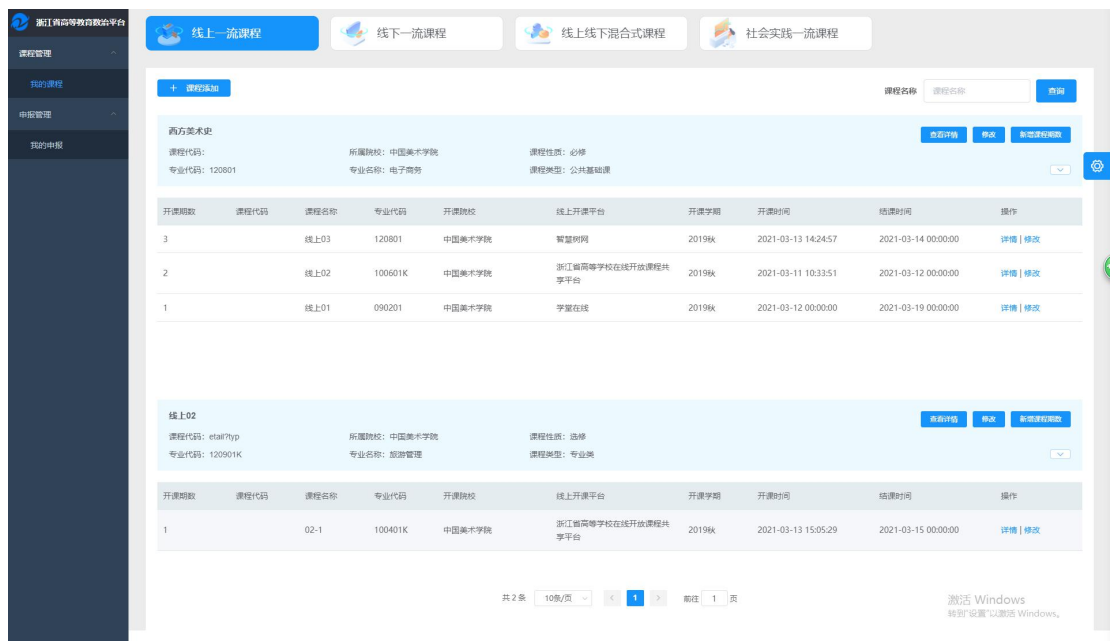 浙江省高等教育数治平台
课程管理
我的课程
申报管理
我的申报
线上一流课程 线下一流课程 线上线下混合式课程 社会实践一流课程
+ 课程添加 课程名称 课程名称 查询
西方美术史 查看详情 修改 新增课程期数
课程代码: 所属院校: 中国美术学院 课程性质: 必修
专业代码: 120801 专业名称: 电子商务 课程类型: 公共基础课
开课期数 课程代码 课程名称 专业代码 开课院校 线上开课平台 开课学期 开课时间 结课时间 操作
3 线上03 120801 中国美术学院 智慧树网 2019秋 2021-03-13 14:24:57 2021-03-14 00:00:00 详情 | 修改
2 线上02 100601K 中国美术学院 浙江省高等学校在线开放课程共 2019秋 2021-03-11 10:33:51 2021-03-12 00:00:00 详情 | 修改
享平台
1 线上01 090201 中国美术学院 学堂在线 2019秋 2021-03-12 00:00:00 2021-03-19 00:00:00 详情 | 修改
线上02 查看详情 修改 新增课程期数
课程代码: etail?typ 所属院校: 中国美术学院 课程性质: 选修
专业代码: 120901K 专业名称: 旅游管理 课程类型: 专业类
开课期数 课程代码 课程名称 专业代码 开课院校 线上开课平台 开课学期 开课时间 结课时间 操作
1 02-1 100401K 中国美术学院 浙江省高等学校在线开放课程共 2019秋 2021-03-13 15:05:29 2021-03-15 00:00:00 详情 | 修改
享平台
共 2 条 10条/页 < 1 > 前往 1 页
激活 Windows
转到"设置"以激活 Windows。